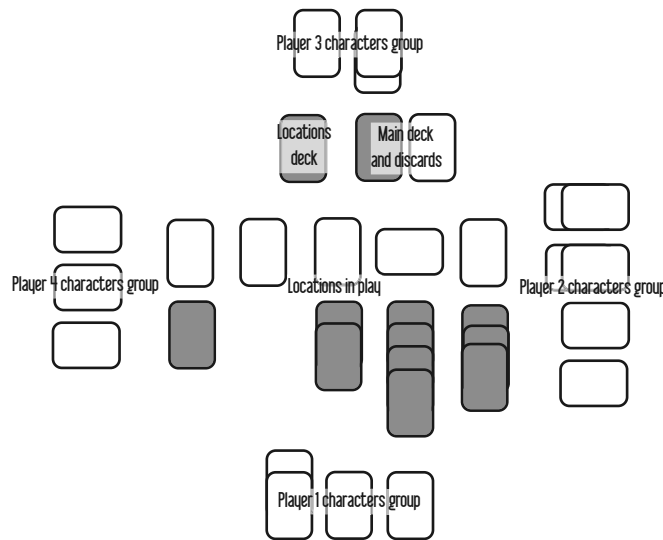 Player 3 characters group
Locations
deck
Main deck
and discards
Player 4 characters group
Locations in play
Player 2 characters group
Player 1 characters group